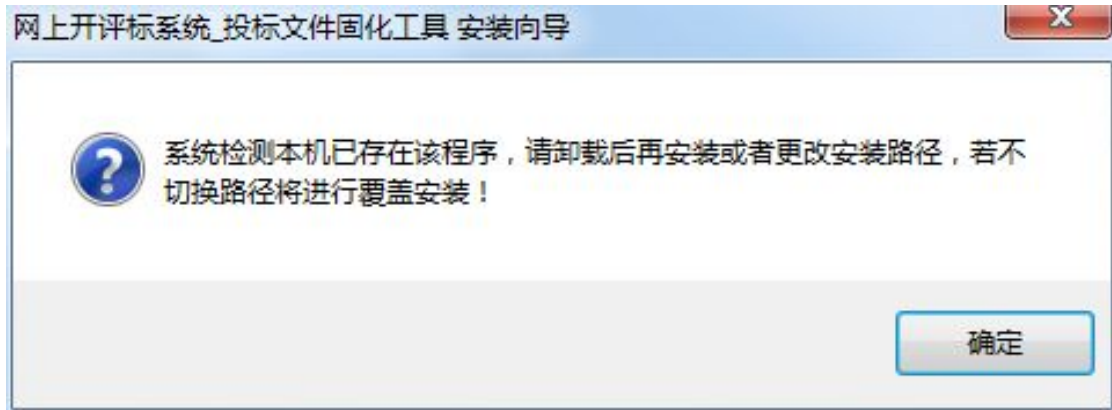 网上开评标系统_投标文件固化工具 安装向导
系统检测本机已存在该程序，请卸载后再安装或者更改安装路径，若不
切换路径将进行覆盖安装！
确定